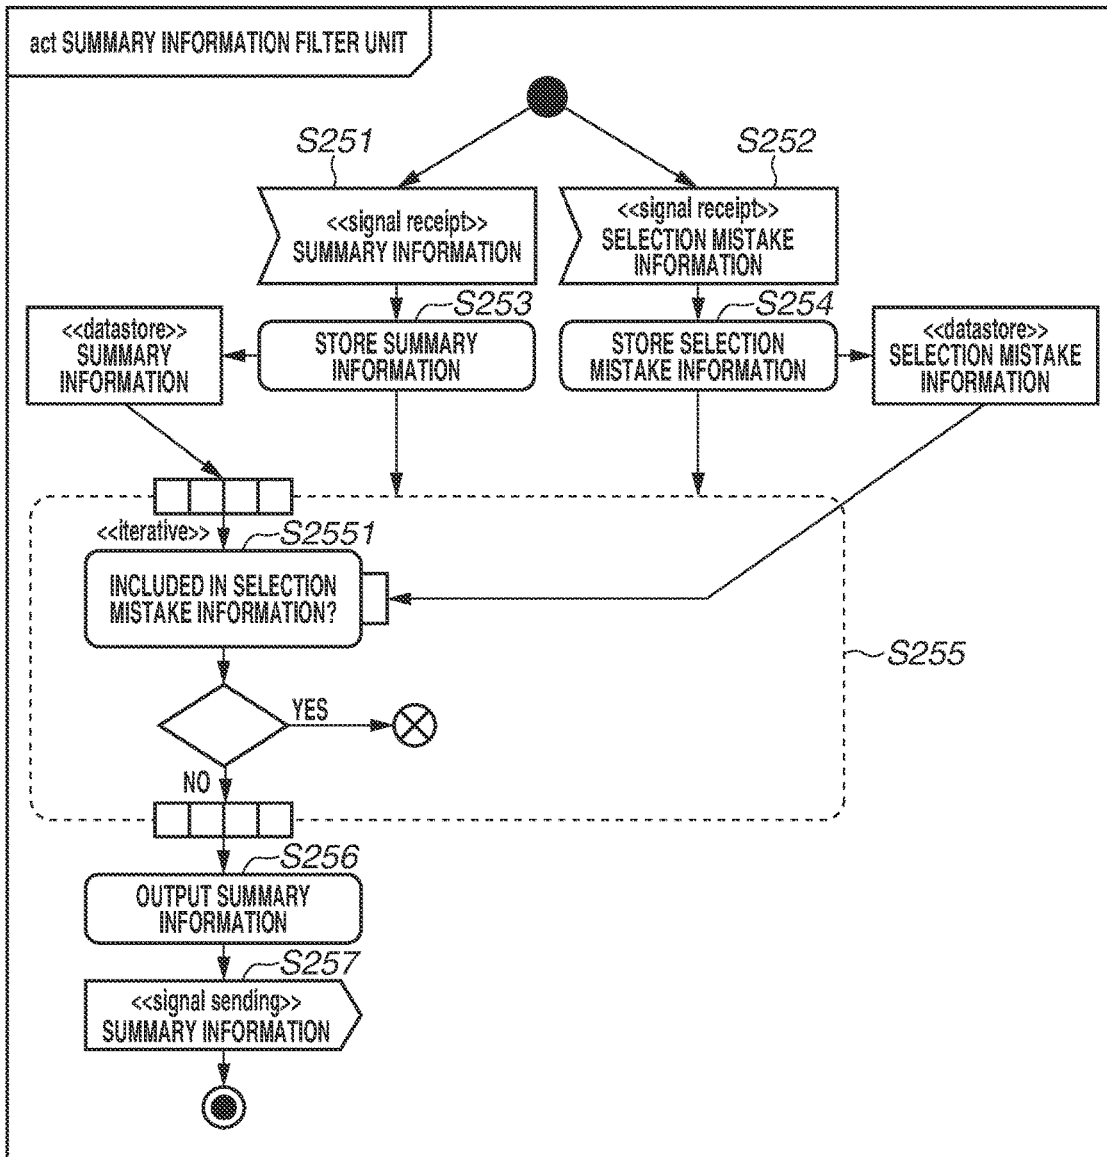 act SUMMARY INFORMATION FILTER UNIT
S251
S252
<<signal receipt>>
SUMMARY INFORMATION
<<signal receipt>>
SELECTION MISTAKE
INFORMATION
S253
S254
<<datastore>>
SUMMARY
INFORMATION
STORE SUMMARY
INFORMATION
STORE SELECTION
MISTAKE INFORMATION
<<datastore>>
SELECTION MISTAKE
INFORMATION
<<iterative>>
S2551
INCLUDED IN SELECTION
MISTAKE INFORMATION?
S255
YES
NO
S256
OUTPUT SUMMARY
INFORMATION
S257
<<signal sending>>
SUMMARY INFORMATION